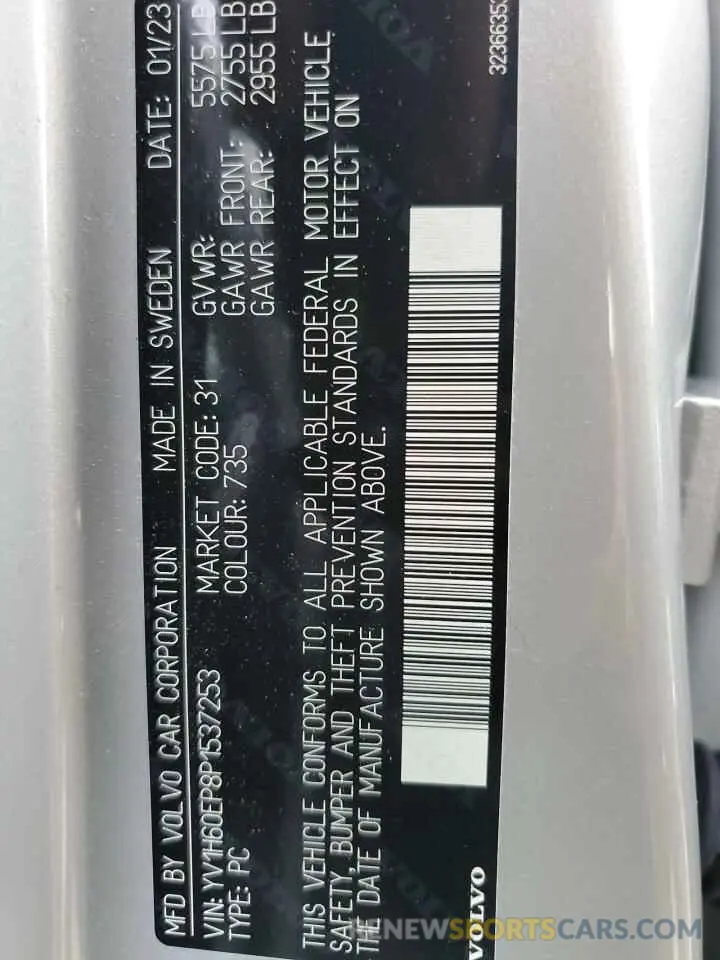 MFD BY VOLVO CAR CORPORATION MADE IN SWEDEN DATE: 01/23
VIN: YV1H60EP8P1537253 MARKET CODE: 31 GVWR: 5575 LB
TYPE: PC COLOUR: 735 GAWR FRONT: 2755 LB
GAWR REAR: 2955 LB
THIS VEHICLE CONFORMS TO ALL APPLICABLE FEDERAL MOTOR VEHICLE
SAFETY, BUMPER AND THEFT PREVENTION STANDARDS IN EFFECT ON
THE DATE OF MANUFACTURE SHOWN ABOVE.
VOLVO
RENEWSPORTSCARS.COM